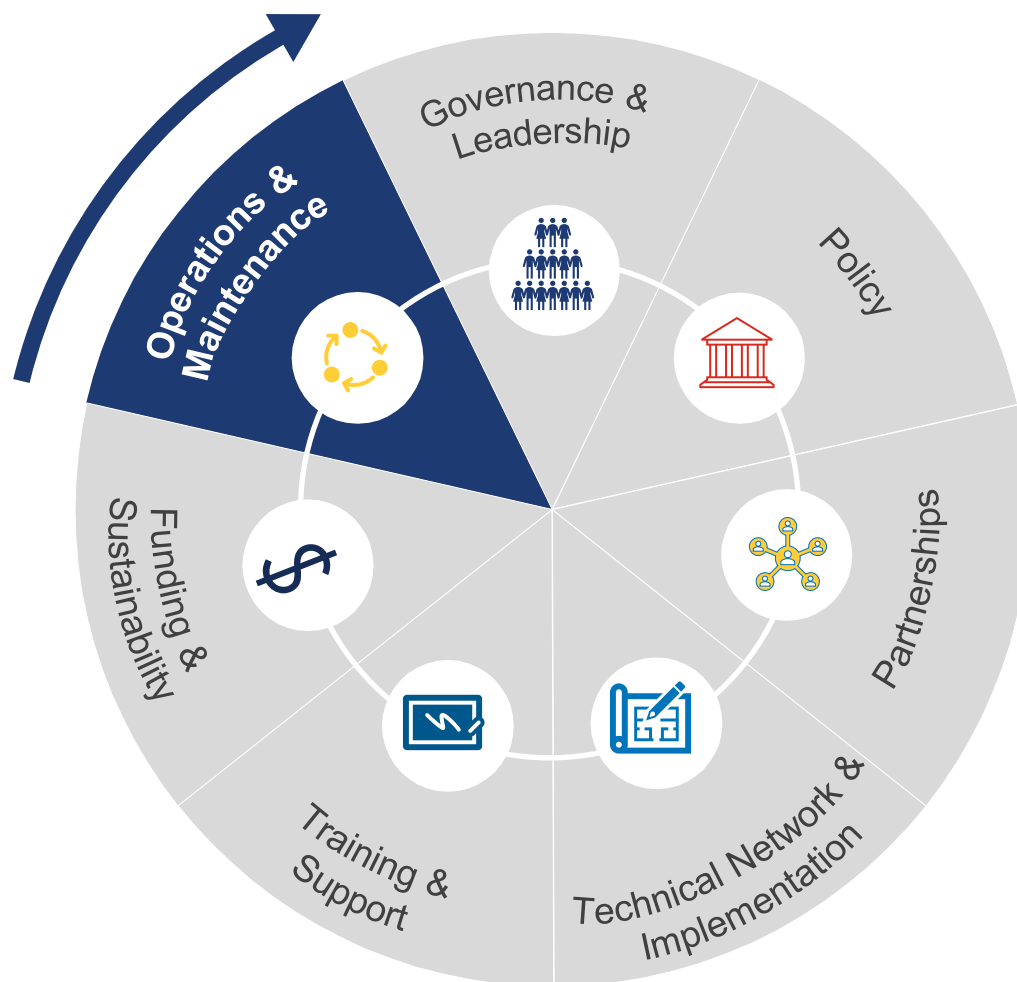 Governance &
Leadership
Policy
Partnerships
Technical Network &
Implementation
Training &
Support
Funding &
Sustainability
Operations &
Maintenance